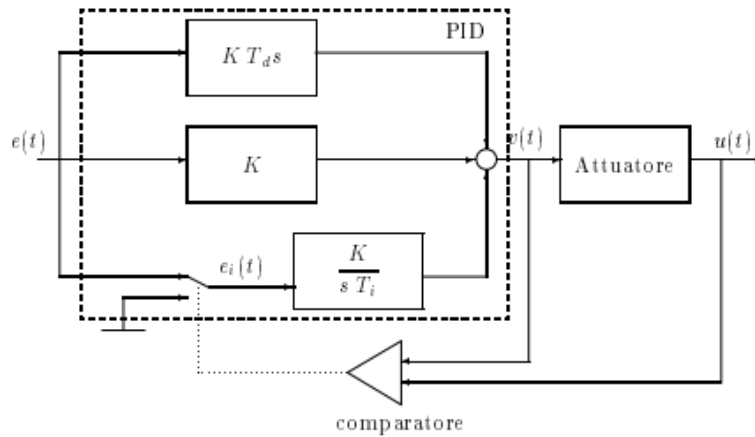 PID
K T_d s
e(t)
K
v(t)
Attuatore
u(t)
e_i(t)
K
s T_i
comparatore